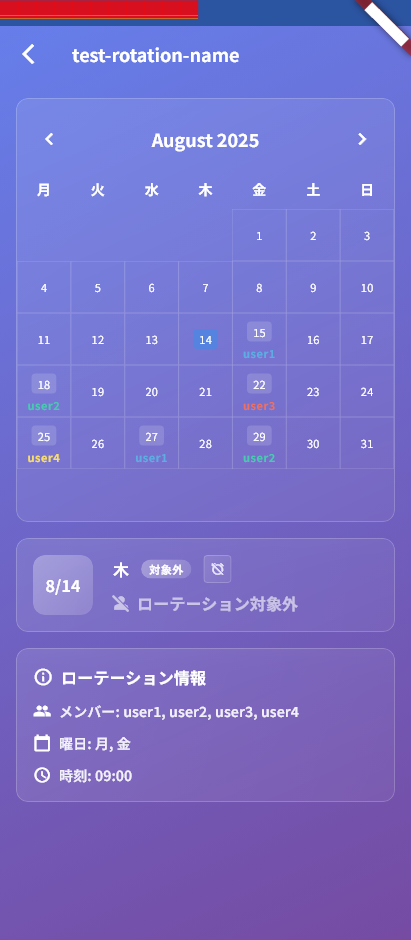 test-rotation-name
August 2025
月 火 水 木 金 土 日
1 2 3
4 5 6 7 8 9 10
11 12 13 14 15 16 17
user1
18 19 20 21 22 23 24
user2 user3
25 26 27 28 29 30 31
user4 user1 user2
8/14
木 対象外
ローテーション対象外
ローテーション情報
メンバー: user1, user2, user3, user4
曜日: 月, 金
時刻: 09:00